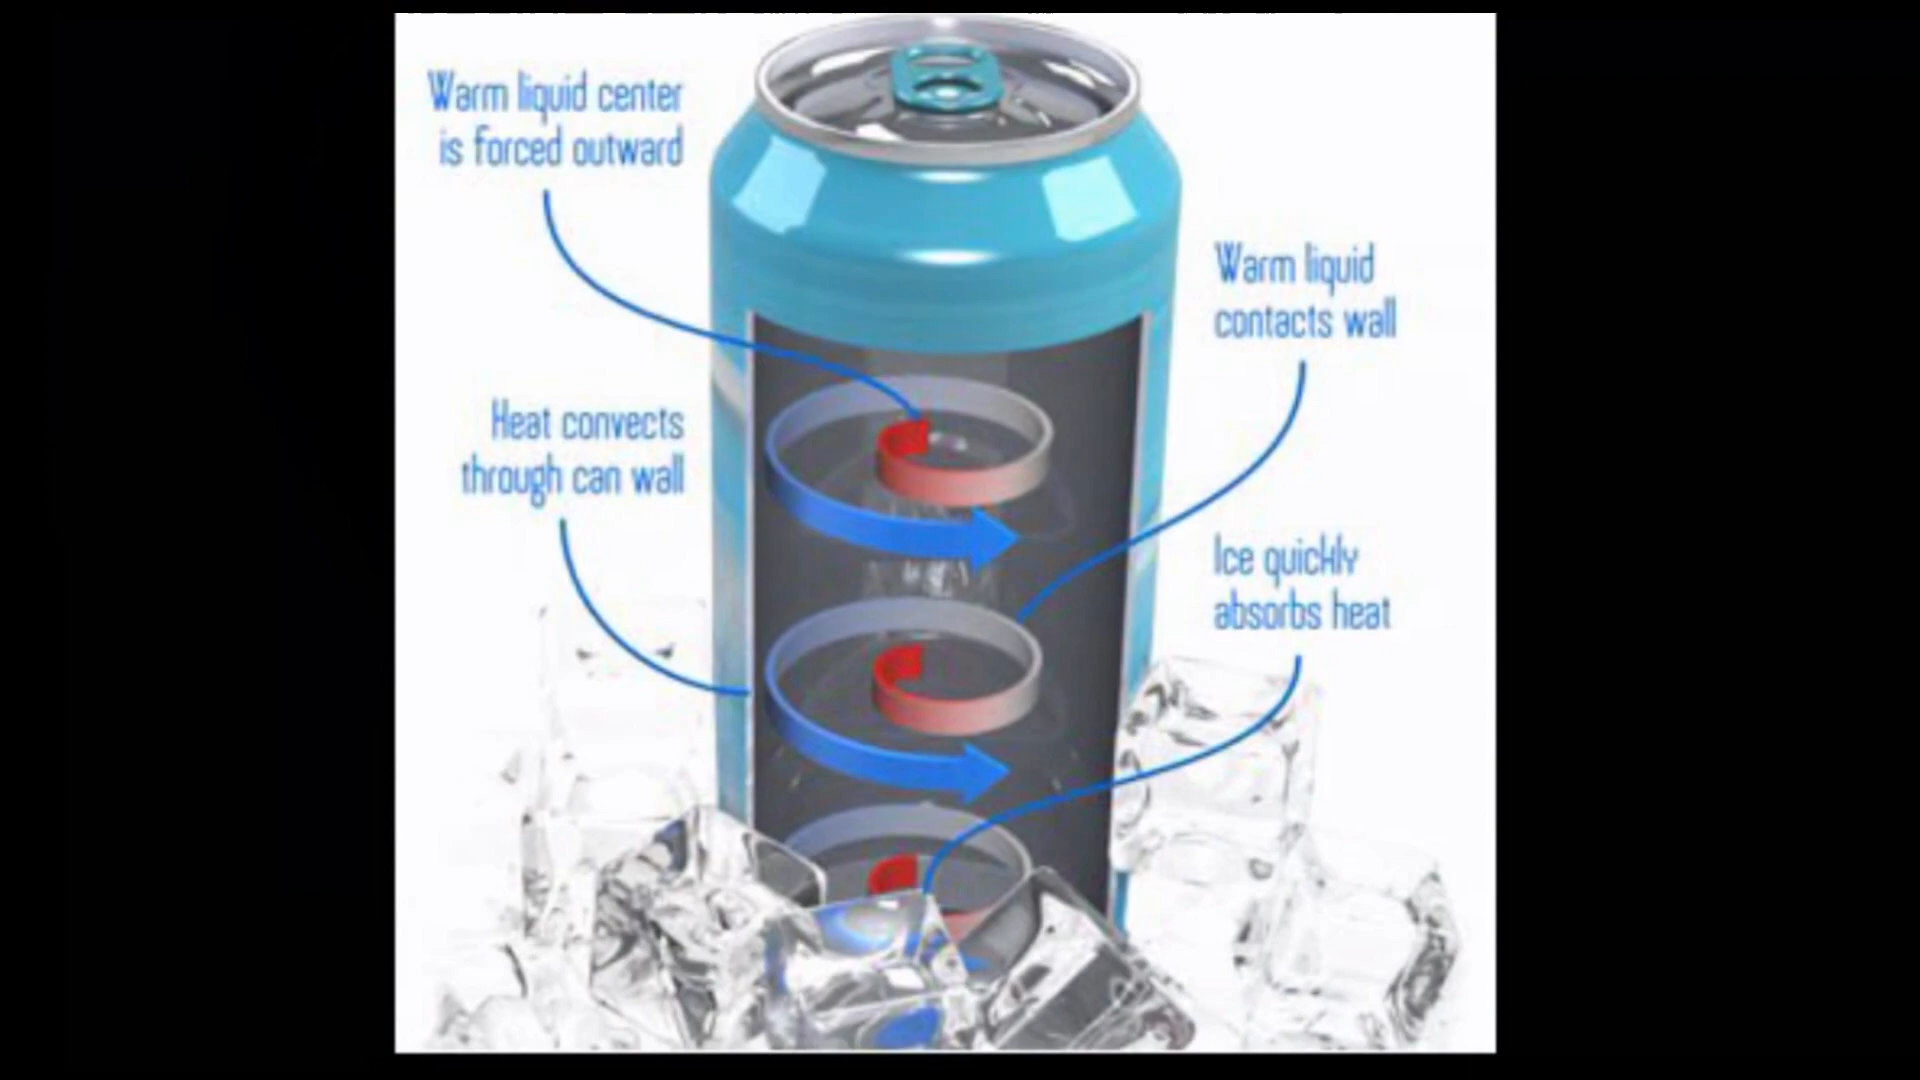 Warm liquid center
is forced outward
Warm liquid
contacts wall
Heat convects
through can wall
Ice quickly
absorbs heat